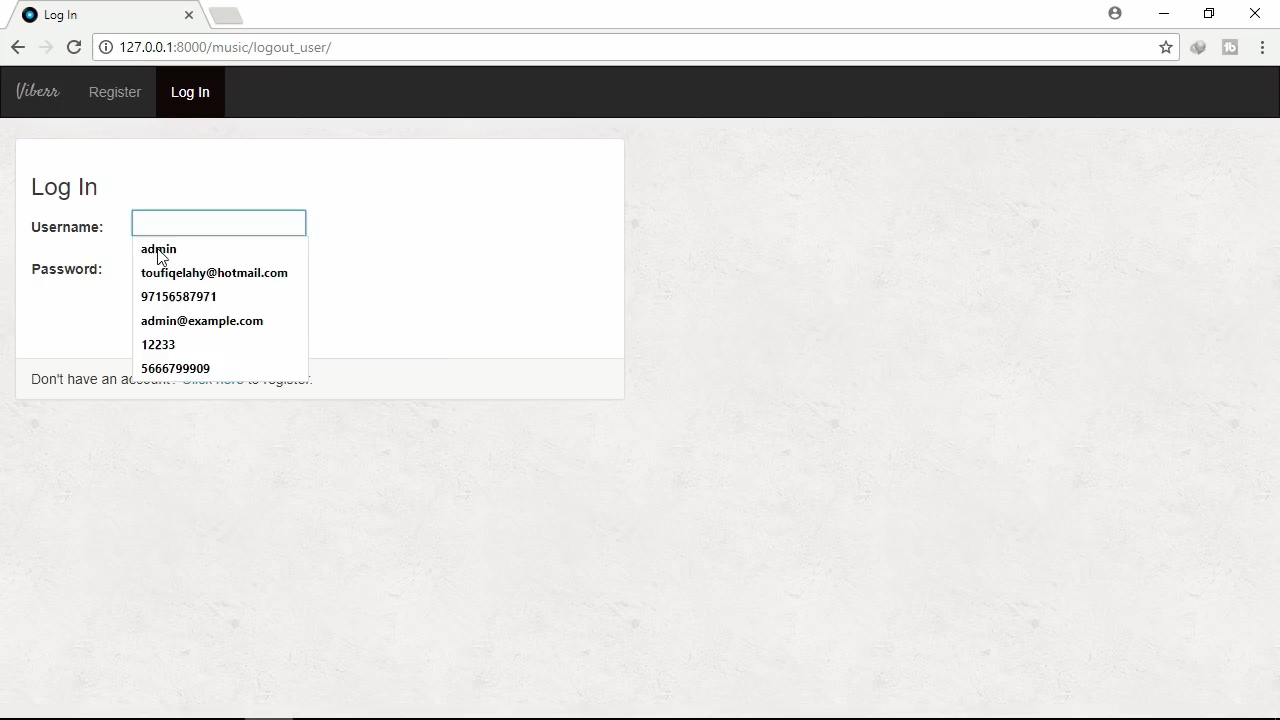 Log In
127.0.0.1:8000/music/logout_user/
Viberr Register Log In
Log In
Username:
admin
Password:
toufiqelahy@hotmail.com
97156587971
admin@example.com
12233
5666799909
Don't have an account? Click here to register.